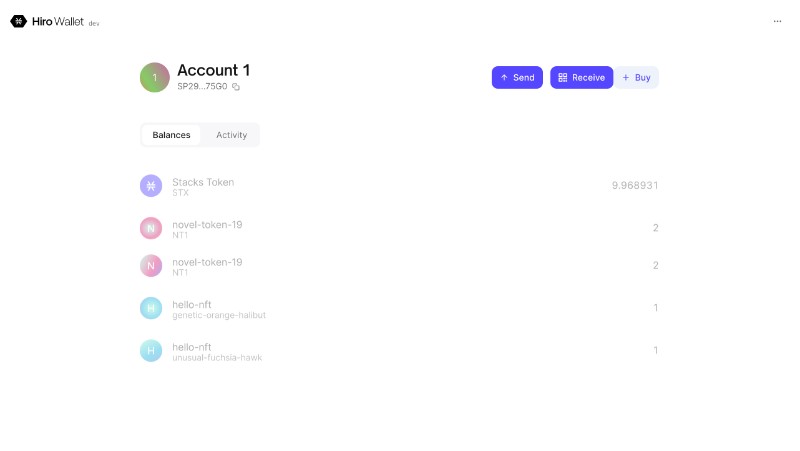 Hiro Wallet dev
...
Account 1
1
SP29...75G0
Send
Receive
+ Buy
Balances
Activity
Stacks Token
STX
9.968931
N
novel-token-19
NT1
2
N
novel-token-19
NT1
2
H
hello-nft
genetic-orange-halibut
1
H
hello-nft
unusual-fuchsia-hawk
1